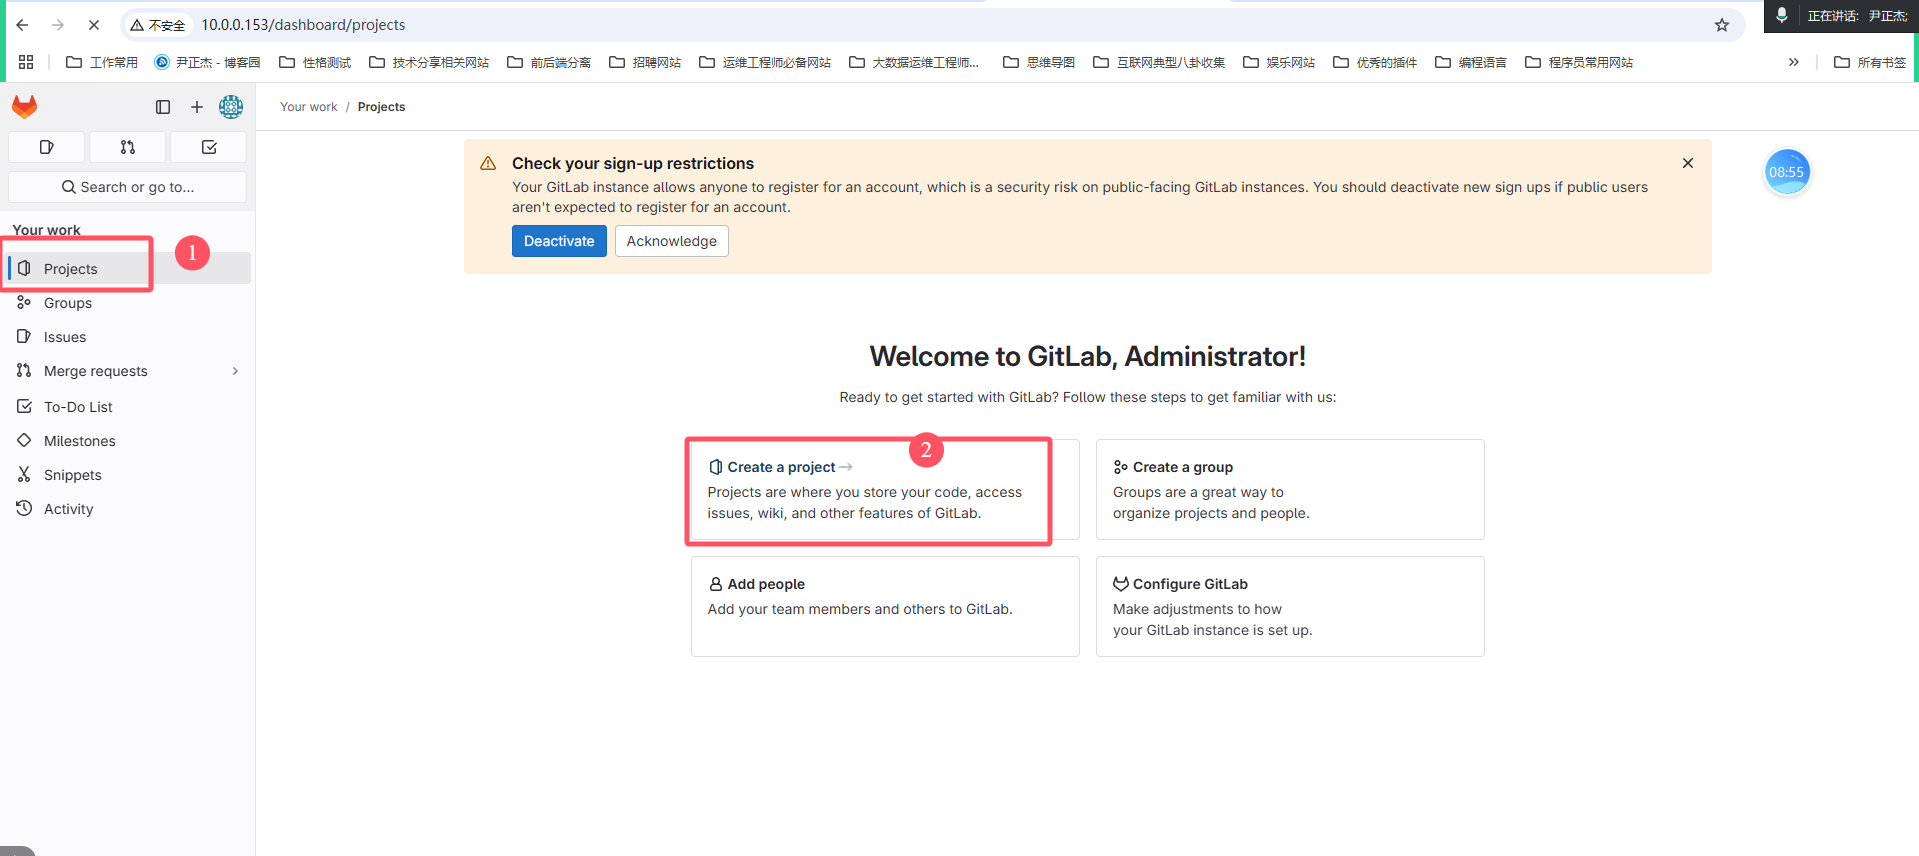 不安全 10.0.0.153/dashboard/projects
正在讲话: 尹正杰;
工作常用 尹正杰 - 博客园 性格测试 技术分享相关网站 前后端分离 招聘网站 运维工程师必备网站 大数据运维工程师... 思维导图 互联网典型八卦收集 娱乐网站 优秀的插件 编程语言 程序员常用网站 » 所有书签
Your work / Projects
Search or go to...
Your work
1
Projects
Groups
Issues
Merge requests
To-Do List
Milestones
Snippets
Activity
Check your sign-up restrictions
Your GitLab instance allows anyone to register for an account, which is a security risk on public-facing GitLab instances. You should deactivate new sign ups if public users
aren't expected to register for an account.
Deactivate Acknowledge
08:55
Welcome to GitLab, Administrator!
Ready to get started with GitLab? Follow these steps to get familiar with us:
2
Create a project →
Projects are where you store your code, access
issues, wiki, and other features of GitLab.
Create a group
Groups are a great way to
organize projects and people.
Add people
Add your team members and others to GitLab.
Configure GitLab
Make adjustments to how
your GitLab instance is set up.